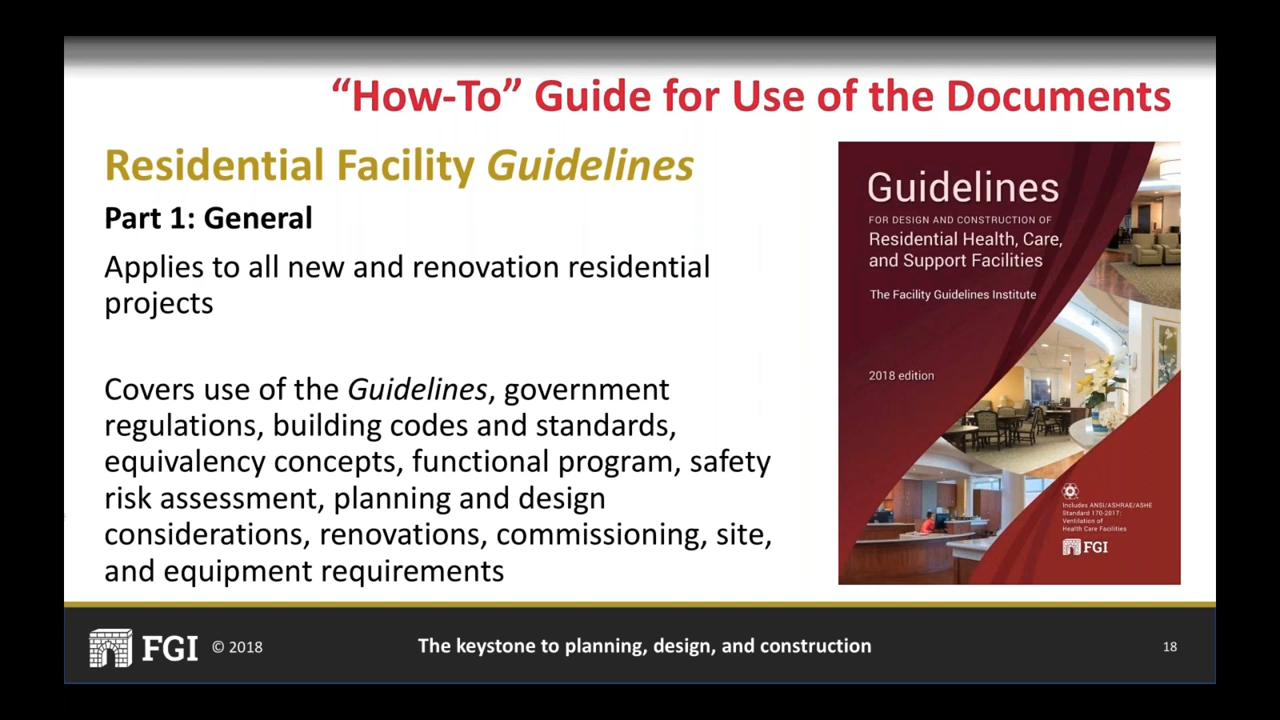 “How-To” Guide for Use of the Documents
Residential Facility Guidelines
Part 1: General
Applies to all new and renovation residential
projects
Covers use of the Guidelines, government
regulations, building codes and standards,
equivalency concepts, functional program, safety
risk assessment, planning and design
considerations, renovations, commissioning, site,
and equipment requirements
Guidelines
FOR DESIGN AND CONSTRUCTION OF
Residential Health, Care,
and Support Facilities
The Facility Guidelines Institute
2018 edition
Includes ANSI/ASHRAE/ASHE
Standard 170-2017:
Ventilation of
Health Care Facilities
FGI
FGI © 2018
The keystone to planning, design, and construction
18